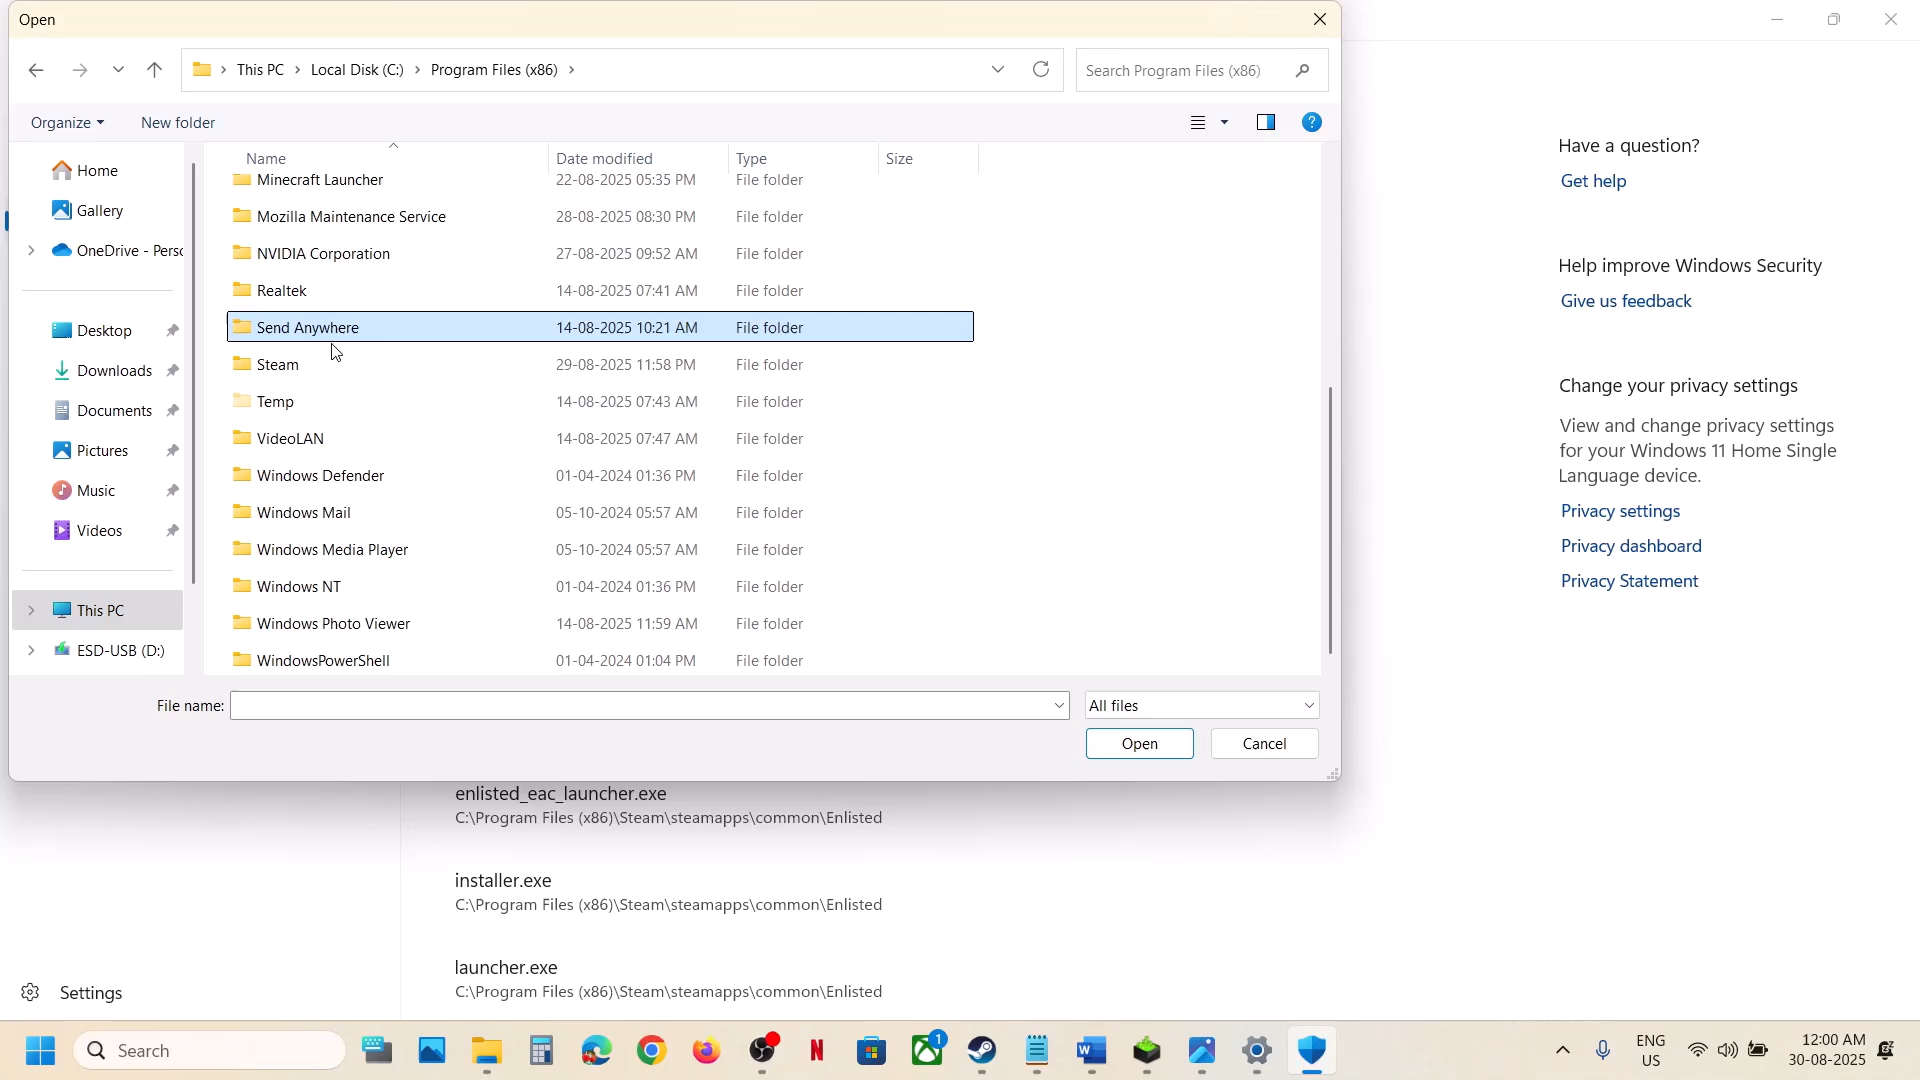 Open
This PC > Local Disk (C:) > Program Files (x86) >
Search Program Files (x86)
Organize
New folder
Name
Date modified
Type
Size
Home
Gallery
OneDrive - Perso
Desktop
Downloads
Documents
Pictures
Music
Videos
This PC
ESD-USB (D:)
Minecraft Launcher 22-08-2025 05:35 PM File folder
Mozilla Maintenance Service 28-08-2025 08:30 PM File folder
NVIDIA Corporation 27-08-2025 09:52 AM File folder
Realtek 14-08-2025 07:41 AM File folder
Send Anywhere 14-08-2025 10:21 AM File folder
Steam 29-08-2025 11:58 PM File folder
Temp 14-08-2025 07:43 AM File folder
VideoLAN 14-08-2025 07:47 AM File folder
Windows Defender 01-04-2024 01:36 PM File folder
Windows Mail 05-10-2024 05:57 AM File folder
Windows Media Player 05-10-2024 05:57 AM File folder
Windows NT 01-04-2024 01:36 PM File folder
Windows Photo Viewer 14-08-2025 11:59 AM File folder
WindowsPowerShell 01-04-2024 01:04 PM File folder
File name:
All files
Open
Cancel
Have a question?
Get help
Help improve Windows Security
Give us feedback
Change your privacy settings
View and change privacy settings
for your Windows 11 Home Single
Language device.
Privacy settings
Privacy dashboard
Privacy Statement
enlisted_eac_launcher.exe
C:\Program Files (x86)\Steam\steamapps\common\Enlisted
installer.exe
C:\Program Files (x86)\Steam\steamapps\common\Enlisted
launcher.exe
C:\Program Files (x86)\Steam\steamapps\common\Enlisted
Settings
Search
1
ENG
US
12:00 AM
30-08-2025